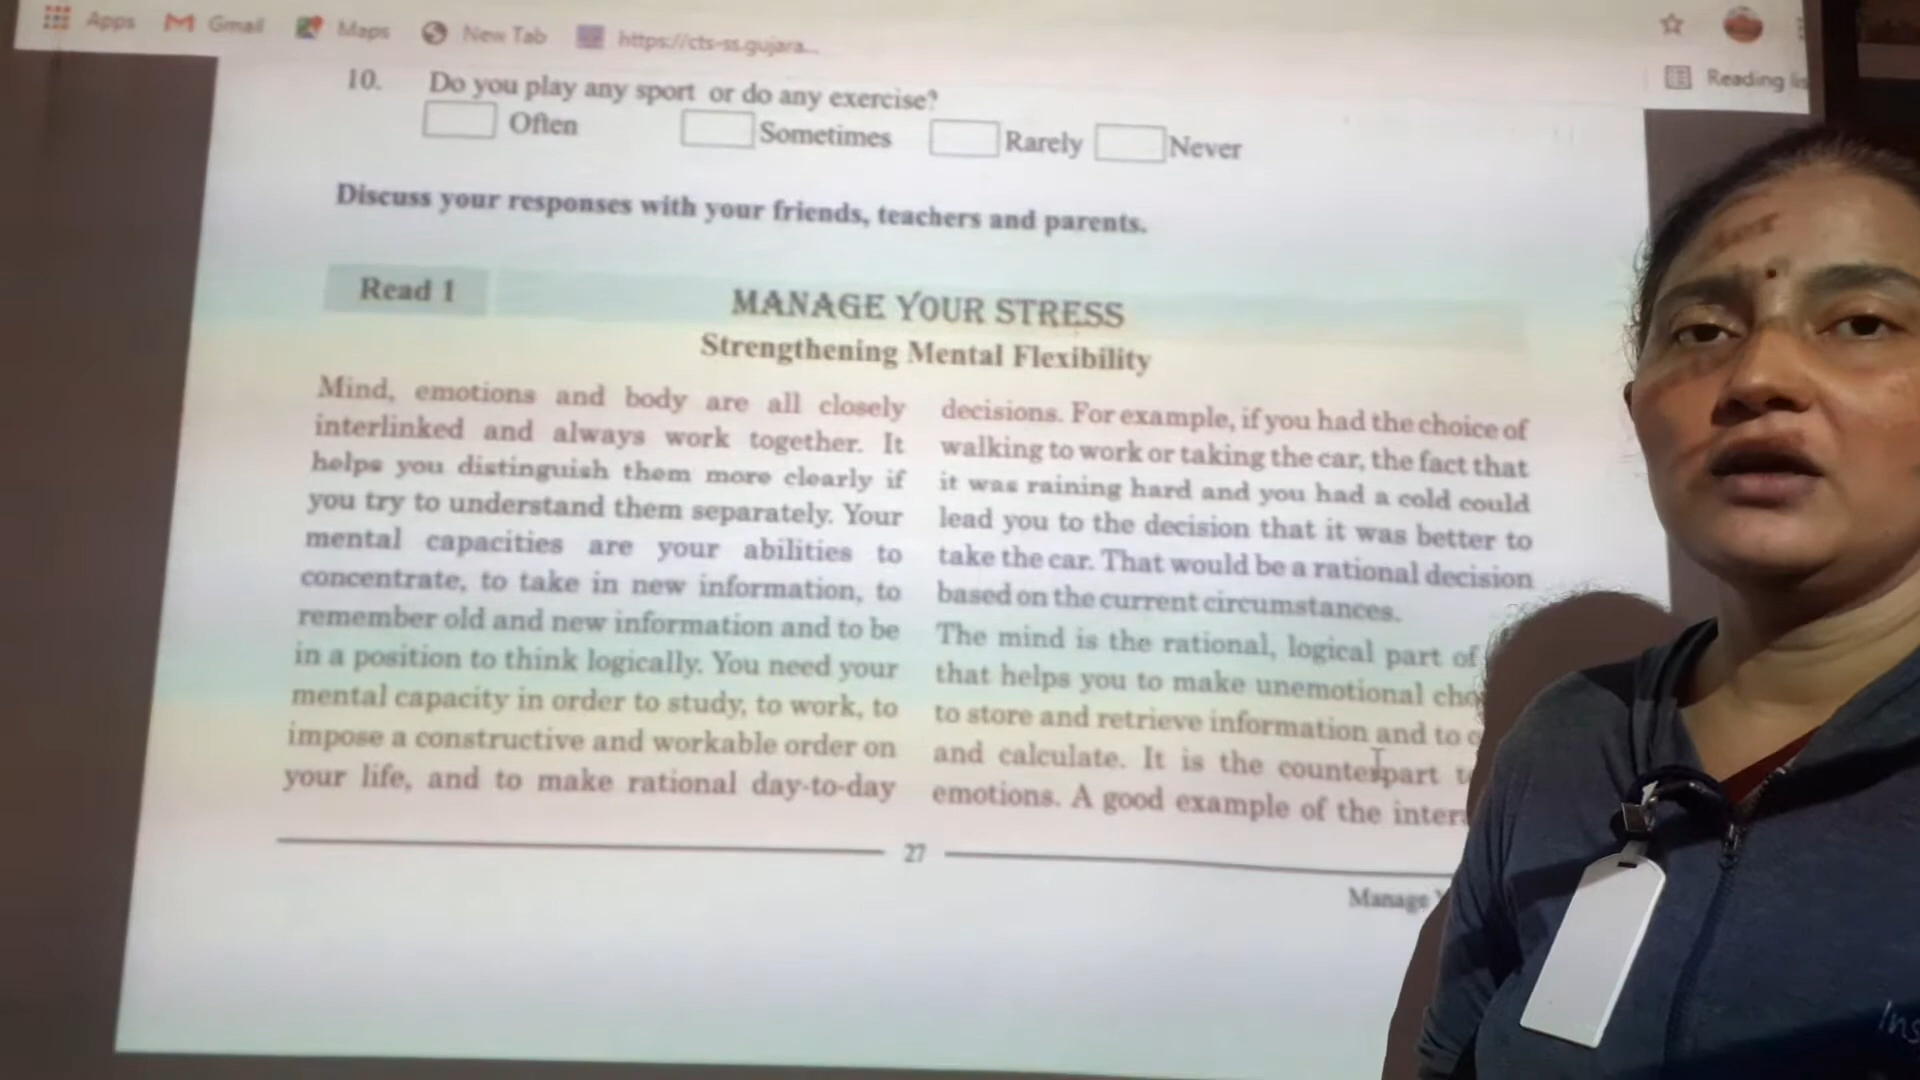 Apps Gmail Maps New Tab https://cts-ss.gujara...
Reading lis
10. Do you play any sport or do any exercise?
Often Sometimes Rarely Never
Discuss your responses with your friends, teachers and parents.
Read 1
MANAGE YOUR STRESS
Strengthening Mental Flexibility
Mind, emotions and body are all closely
interlinked and always work together. It
helps you distinguish them more clearly if
you try to understand them separately. Your
mental capacities are your abilities to
concentrate, to take in new information, to
remember old and new information and to be
in a position to think logically. You need your
mental capacity in order to study, to work, to
impose a constructive and workable order on
your life, and to make rational day-to-day
decisions. For example, if you had the choice of
walking to work or taking the car, the fact that
it was raining hard and you had a cold could
lead you to the decision that it was better to
take the car. That would be a rational decision
based on the current circumstances.
The mind is the rational, logical part of
that helps you to make unemotional cho
to store and retrieve information and to
and calculate. It is the counterpart t
emotions. A good example of the inter
27
Manage
Ins